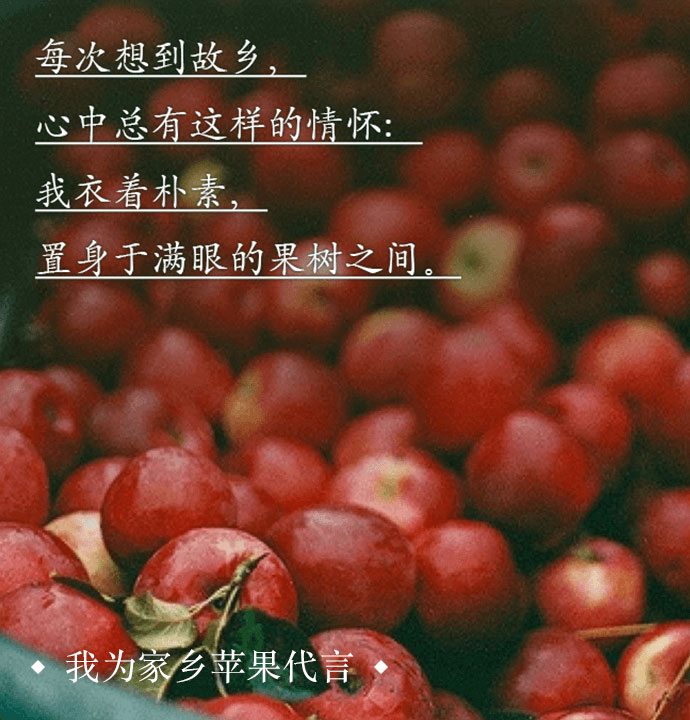 每次想到故乡，
心中总有这样的情怀：
我衣着朴素，
置身于满眼的果树之间。
我为家乡苹果代言